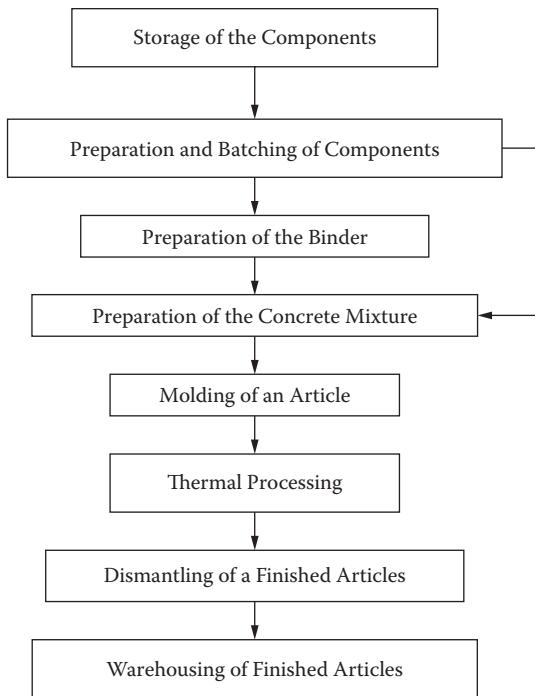 Storage of the Components
Preparation and Batching of Components
Preparation of the Binder
Preparation of the Concrete Mixture
Molding of an Article
Thermal Processing
Dismantling of a Finished Articles
Warehousing of Finished Articles